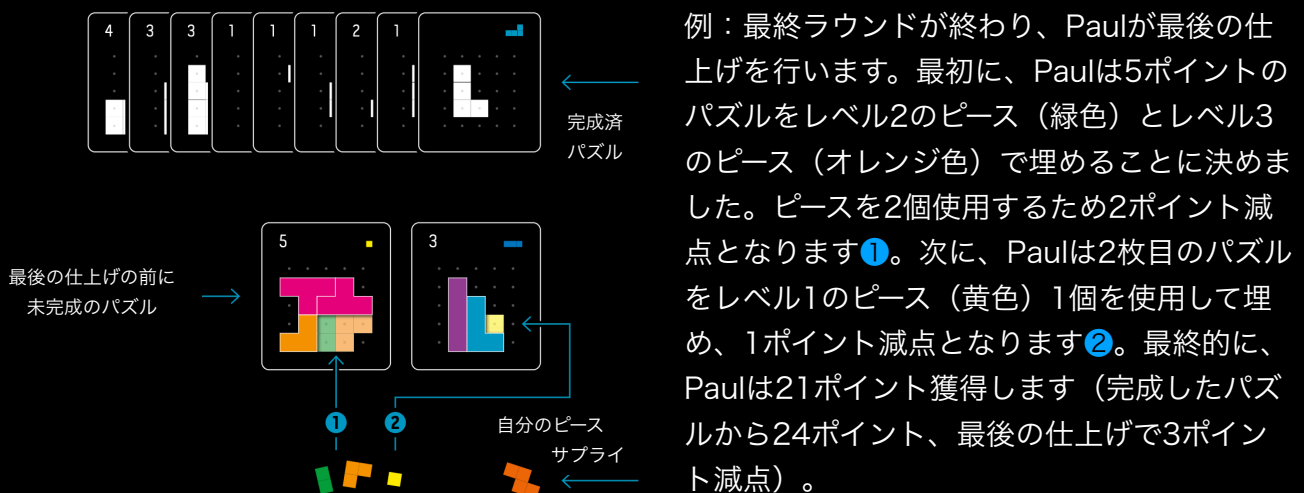 4 3 3 1 1 1 2 1
完成済
パズル
5
3
最後の仕上げの前に
未完成のパズル
1
2
自分のピース
サプライ
例：最終ラウンドが終わり、Paulが最後の仕
上げを行います。最初に、Paulは5ポイントの
パズルをレベル2のピース（緑色）とレベル3
のピース（オレンジ色）で埋めることに決めま
した。ピースを2個使用するため2ポイント減
点となります❶。次に、Paulは2枚目のパズル
をレベル1のピース（黄色）1個を使用して埋
め、1ポイント減点となります❷。最終的に、
Paulは21ポイント獲得します（完成したパズ
ルから24ポイント、最後の仕上げで3ポイン
ト減点）。